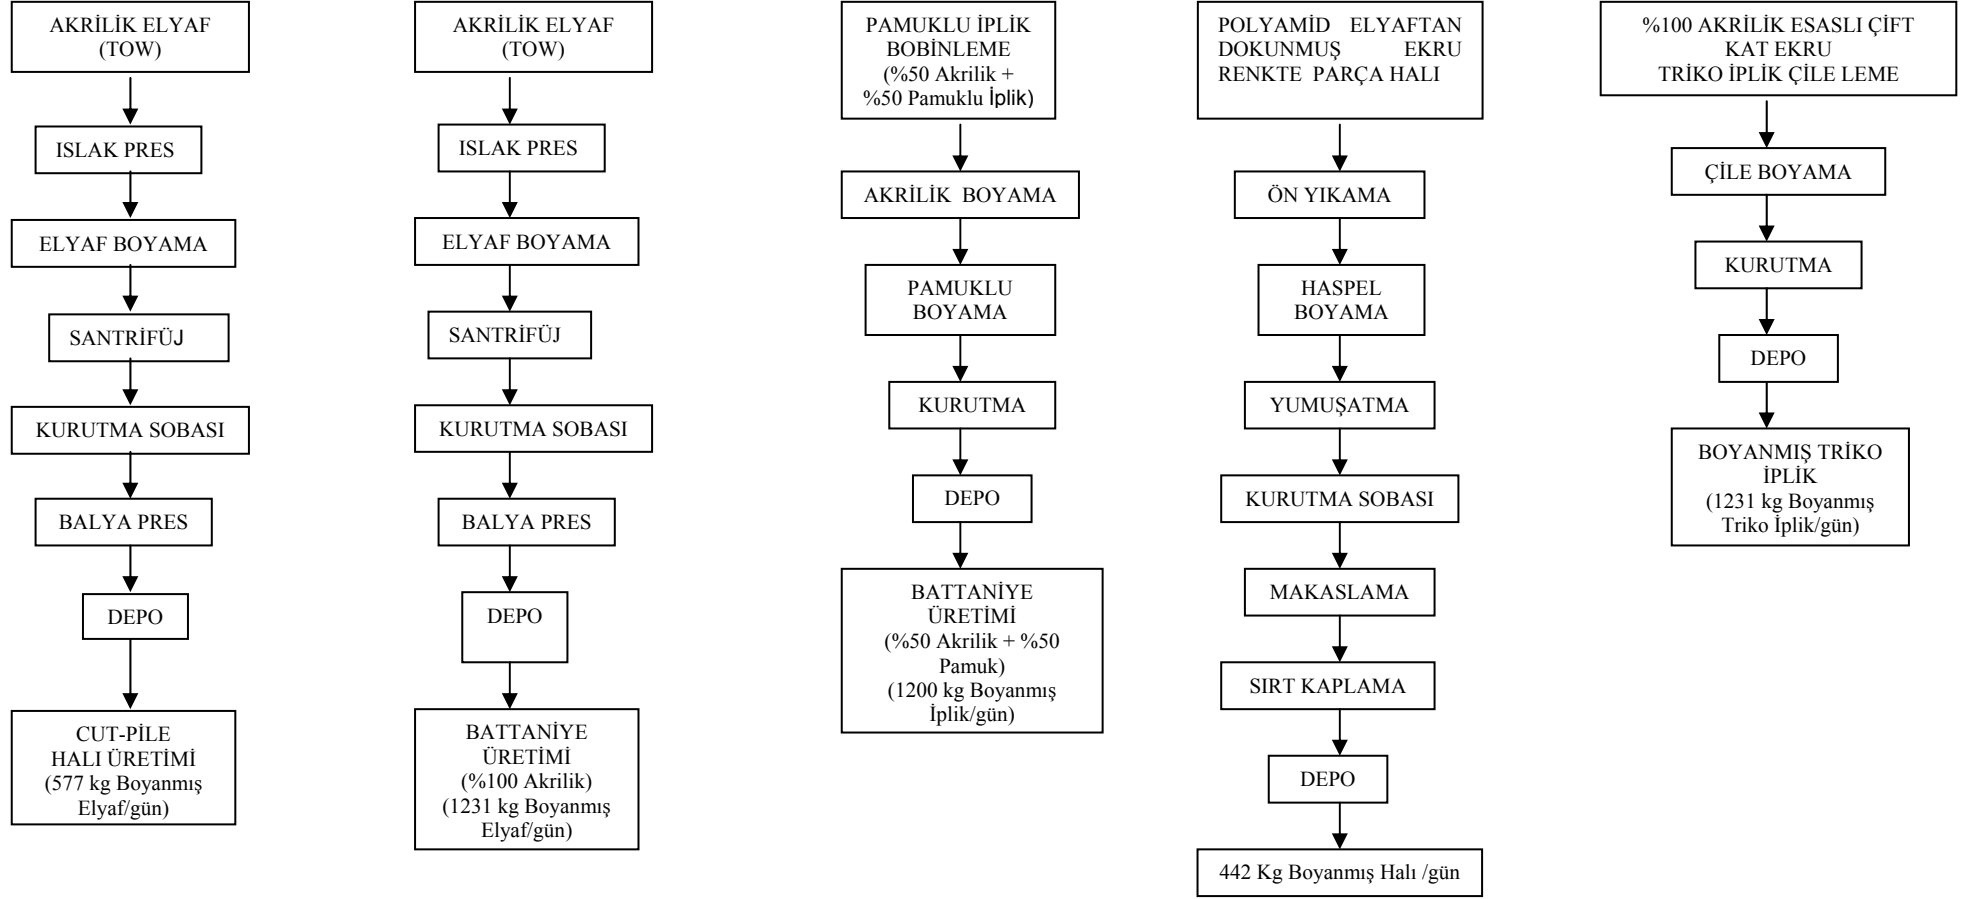 AKRİLİK ELYAF
(TOW)
ISLAK PRES
ELYAF BOYAMA
SANTRİFÜJ
KURUTMA SOBASI
BALYA PRES
DEPO
CUT-PİLE
HALI ÜRETİMİ
(577 kg Boyanmış
Elyaf/gün)
AKRİLİK ELYAF
(TOW)
ISLAK PRES
ELYAF BOYAMA
SANTRİFÜJ
KURUTMA SOBASI
BALYA PRES
DEPO
BATTANİYE
ÜRETİMİ
(%100 Akrilik)
(1231 kg Boyanmış
Elyaf/gün)
PAMUKLU İPLİK
BOBİNLEME
(%50 Akrilik +
%50 Pamuklu İplik)
AKRİLİK BOYAMA
PAMUKLU
BOYAMA
KURUTMA
DEPO
BATTANİYE
ÜRETİMİ
(%50 Akrilik + %50
Pamuk)
(1200 kg Boyanmış
İplik/gün)
POLYAMİD ELYAFTAN
DOKUNMUŞ EKRU
RENKTE PARÇA HALI
ÖN YIKAMA
HASPEL
BOYAMA
YUMUŞATMA
KURUTMA SOBASI
MAKASLAMA
SIRT KAPLAMA
DEPO
442 Kg Boyanmış Halı /gün
%100 AKRİLİK ESASLI ÇİFT
KAT EKRU
TRİKO İPLİK ÇİLE LEME
ÇİLE BOYAMA
KURUTMA
DEPO
BOYANMIŞ TRİKO
İPLİK
(1231 kg Boyanmış
Triko İplik/gün)